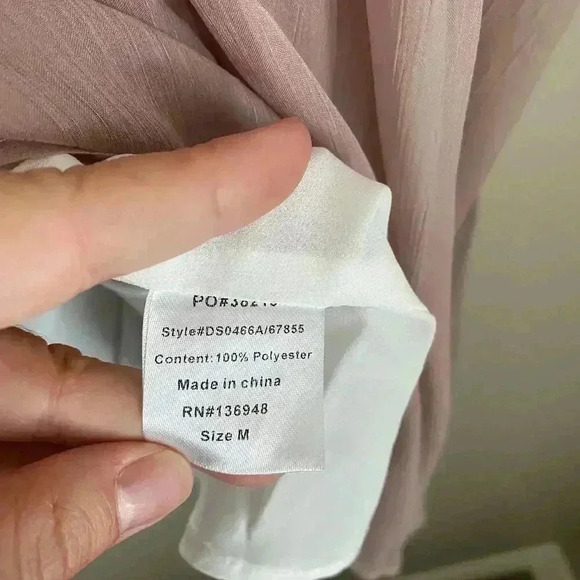 Style#DS0466A/67855
Content:100% Polyester
Made in china
RN#136948
Size M